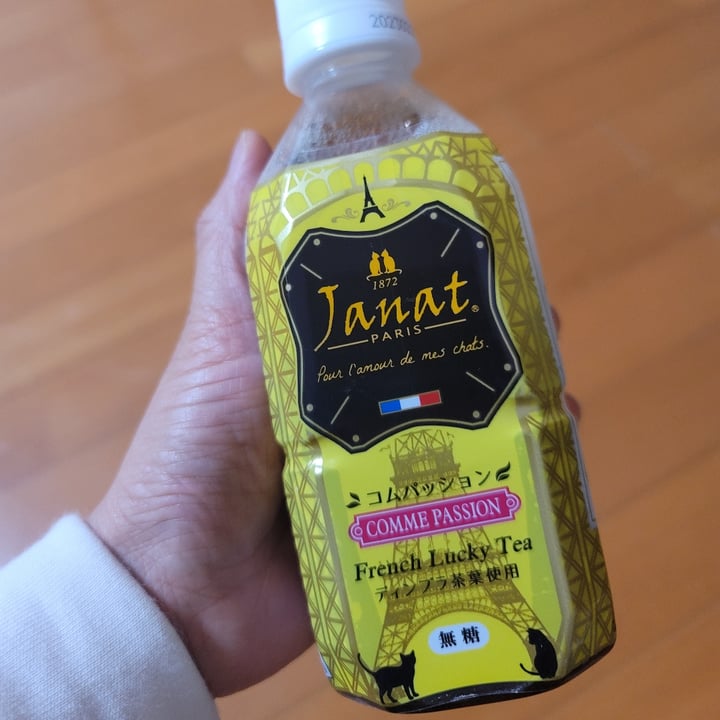 1872
Janat®
PARIS
Pour l'amour de mes chats.
コムパッション
COMME PASSION
French Lucky Tea
ディンブラ茶葉使用
無糖